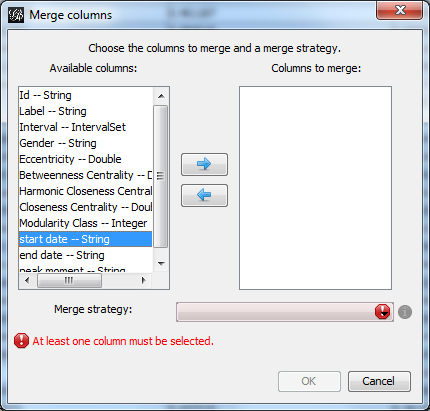 Merge columns
Choose the columns to merge and a merge strategy.
Available columns:
Columns to merge:
Id -- String
Label -- String
Interval -- IntervalSet
Gender -- String
Eccentricity -- Double
Betweenness Centrality -- D
Harmonic Closeness Central
Closeness Centrality -- Doul
Modularity Class -- Integer
start date -- String
end date -- String
peak moment -- String
Merge strategy:
At least one column must be selected.
OK
Cancel